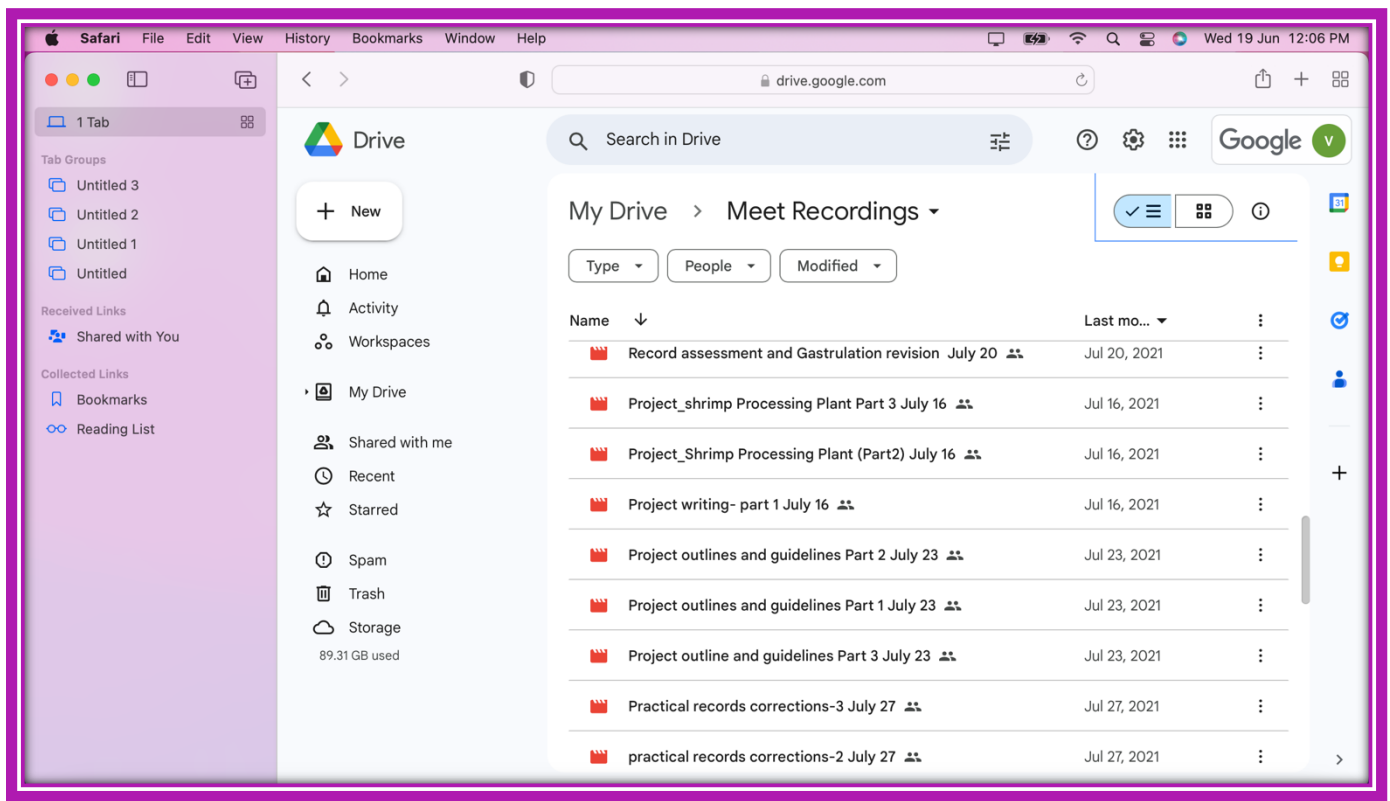 Safari File Edit View History Bookmarks Window Help Wed 19 Jun 12:06 PM
drive.google.com
1 Tab
Tab Groups
Untitled 3
Untitled 2
Untitled 1
Untitled
Received Links
Shared with You
Collected Links
Bookmarks
Reading List
Drive
Search in Drive
Google V
New
Home
Activity
Workspaces
My Drive
Shared with me
Recent
Starred
Spam
Trash
Storage
89.31 GB used
My Drive > Meet Recordings
Type People Modified
Name Last mo...
Record assessment and Gastrulation revision July 20 Jul 20, 2021
Project_shrimp Processing Plant Part 3 July 16 Jul 16, 2021
Project_Shrimp Processing Plant (Part2) July 16 Jul 16, 2021
Project writing- part 1 July 16 Jul 16, 2021
Project outlines and guidelines Part 2 July 23 Jul 23, 2021
Project outlines and guidelines Part 1 July 23 Jul 23, 2021
Project outline and guidelines Part 3 July 23 Jul 23, 2021
Practical records corrections-3 July 27 Jul 27, 2021
practical records corrections-2 July 27 Jul 27, 2021
31